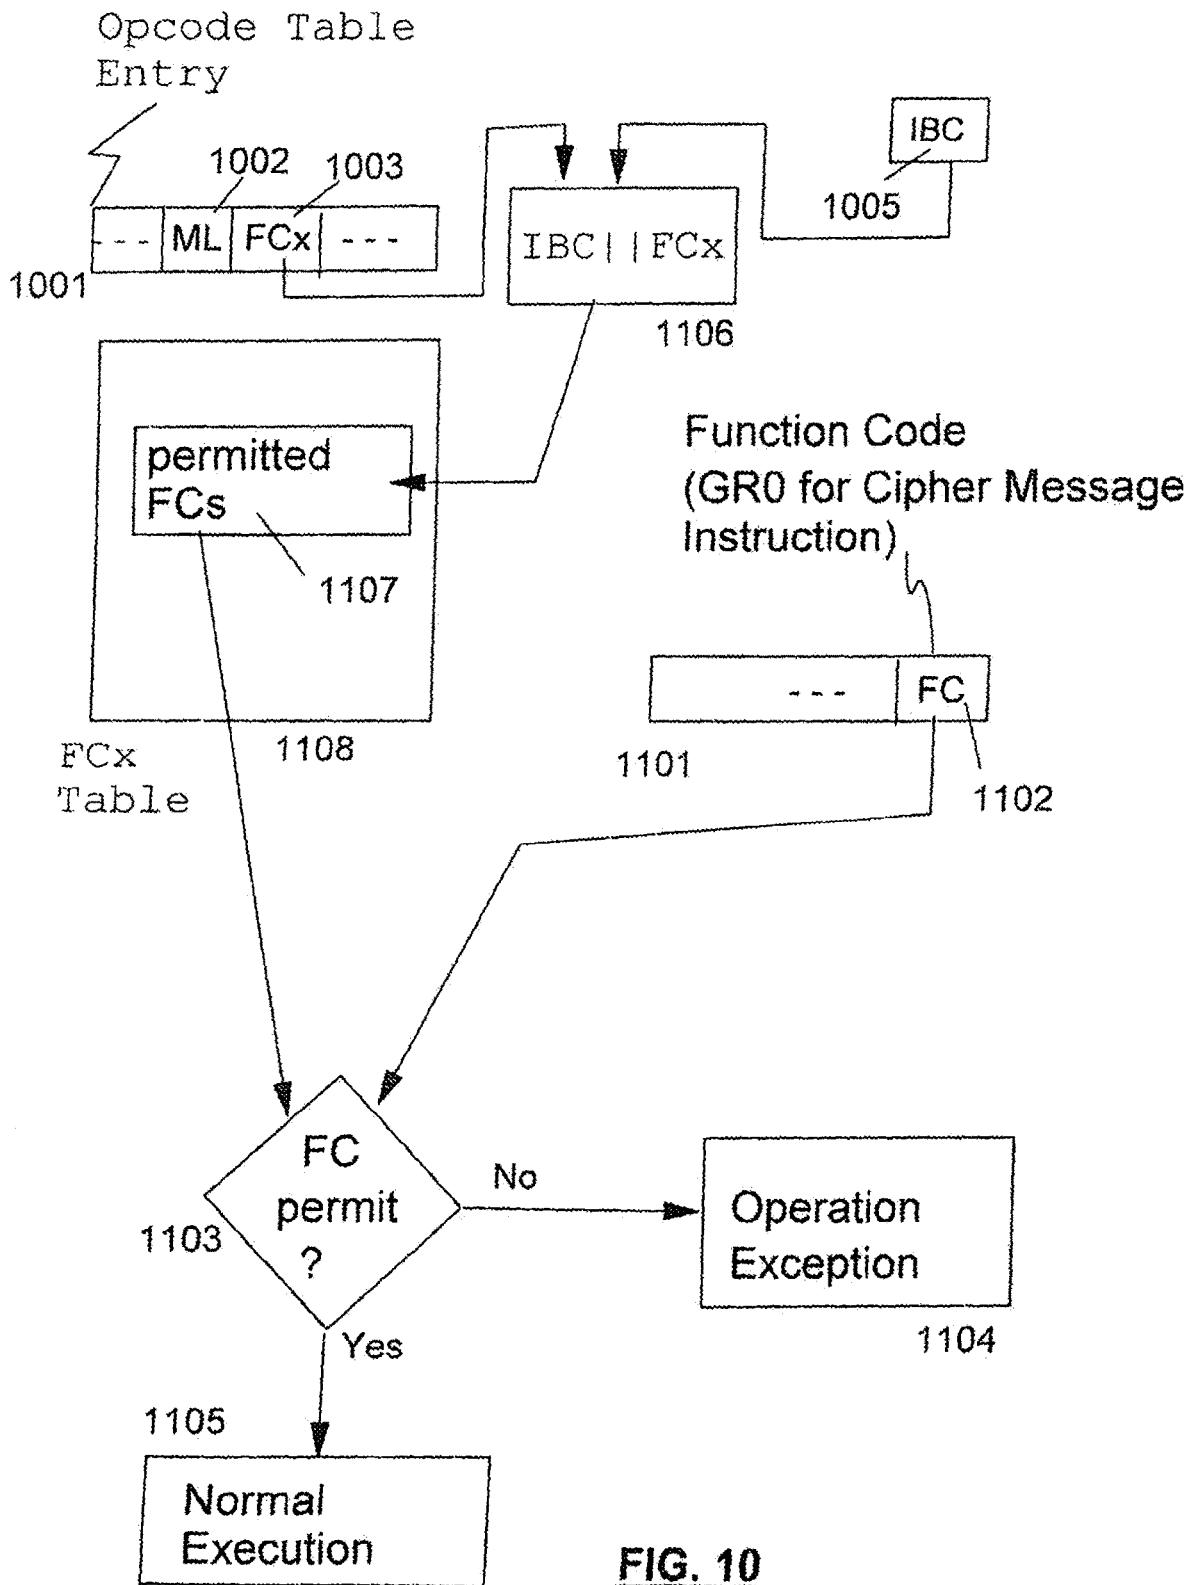 Opcode Table
Entry
IBC
1002
1003
1005
--- ML FCx ---
IBC||FCx
1001
1106
permitted
FCs
Function Code
(GR0 for Cipher Message
Instruction)
1107
--- FC
FCx
Table
1108
1101
1102
FC
permit
?
No
1103
Operation
Exception
1104
Yes
1105
Normal
Execution
FIG. 10